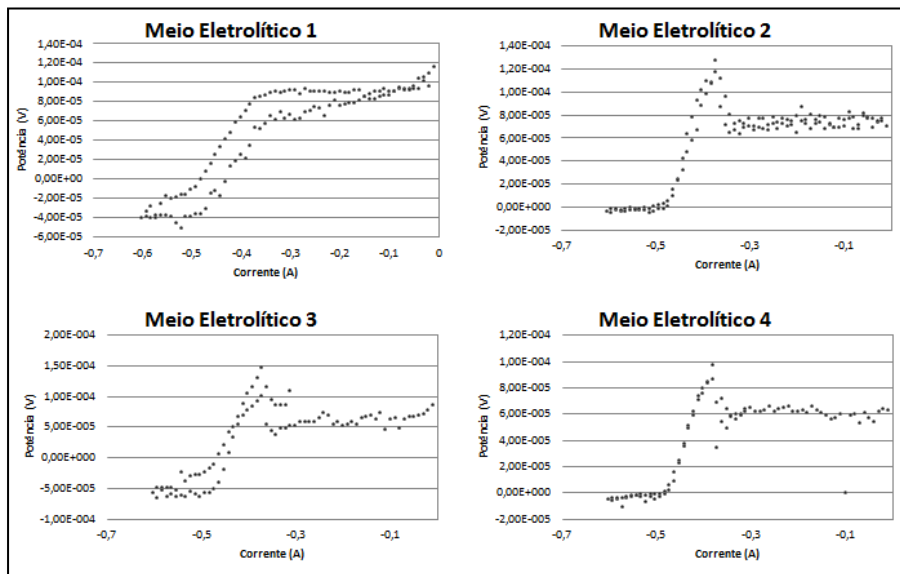 Meio Eletrolítico 1
1,40E-04
1,20E-04
1,00E-04
8,00E-05
6,00E-05
4,00E-05
2,00E-05
0,00E+00
-2,00E-05
-4,00E-05
-6,00E-05
Potência (V)
-0,7 -0,6 -0,5 -0,4 -0,3 -0,2 -0,1 0
Corrente (A)
Meio Eletrolítico 2
1,40E-004
1,20E-004
1,00E-004
8,00E-005
6,00E-005
4,00E-005
2,00E-005
0,00E+000
-2,00E-005
Potência (V)
-0,7 -0,5 -0,3 -0,1
Corrente (A)
Meio Eletrolítico 3
2,00E-004
1,50E-004
1,00E-004
5,00E-005
0,00E+000
-5,00E-005
-1,00E-004
Potência (V)
-0,7 -0,5 -0,3 -0,1
Corrente (A)
Meio Eletrolítico 4
1,20E-004
1,00E-004
8,00E-005
6,00E-005
4,00E-005
2,00E-005
0,00E+000
-2,00E-005
Potência (V)
-0,7 -0,5 -0,3 -0,1
Corrente (A)